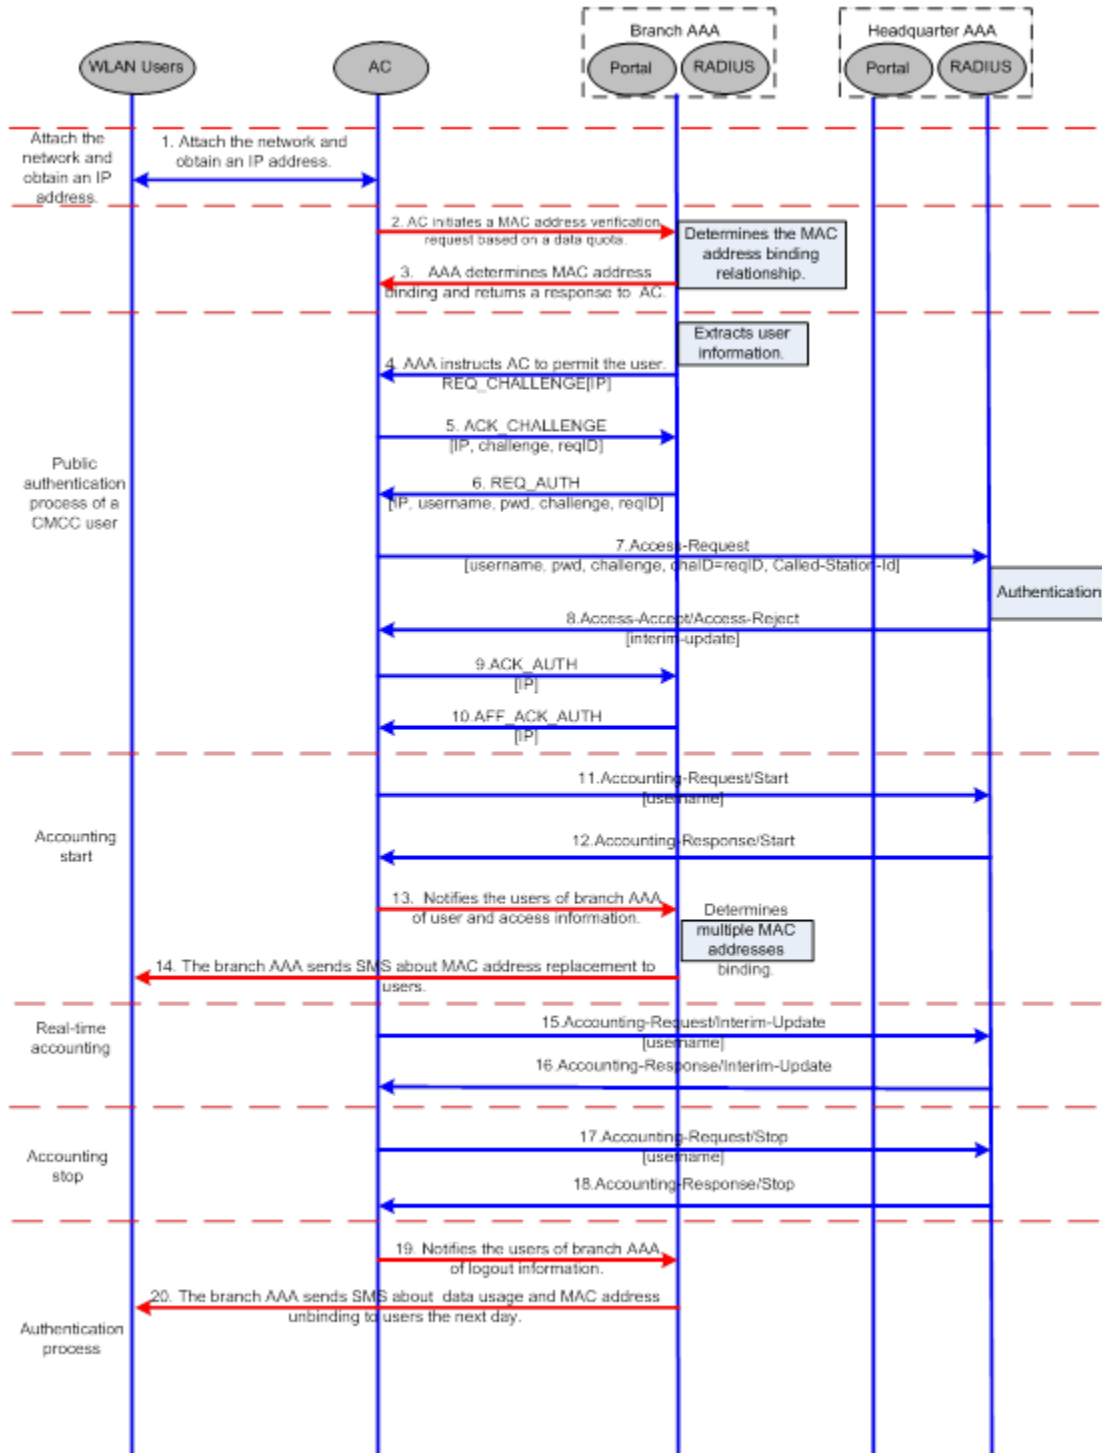 Branch AAA
Headquarter AAA
WLAN Users
AC
Portal
RADIUS
Portal
RADIUS
Attach the
network and
obtain an IP
address.
1. Attach the network and
obtain an IP address.
2. AC initiates a MAC address verification
request based on a data quota.
Determines the MAC
address binding
relationship.
3. AAA determines MAC address
binding and returns a response to AC.
Extracts user
information.
4. AAA instructs AC to permit the user.
REQ_CHALLENGE[IP]
5. ACK_CHALLENGE
[IP, challenge, reqID]
Public
authentication
process of a
CMCC user
6. REQ_AUTH
[IP, username, pwd, challenge, reqID]
7.Access-Request
[username, pwd, challenge, chalD=reqID, Called-Station-Id]
Authentication
8.Access-Accept/Access-Reject
[interim-update]
9.ACK_AUTH
[IP]
10.AFF_ACK_AUTH
[IP]
11.Accounting-Request/Start
[username]
Accounting
start
12.Accounting-Response/Start
13. Notifies the users of branch AAA
of user and access information.
Determines
multiple MAC
addresses
binding.
14. The branch AAA sends SMS about MAC address replacement to
users.
Real-time
accounting
15.Accounting-Request/Interim-Update
[username]
16.Accounting-Response/Interim-Update
Accounting
stop
17.Accounting-Request/Stop
[username]
18.Accounting-Response/Stop
19. Notifies the users of branch AAA
of logout information.
20. The branch AAA sends SMS about data usage and MAC address
unbinding to users the next day.
Authentication
process